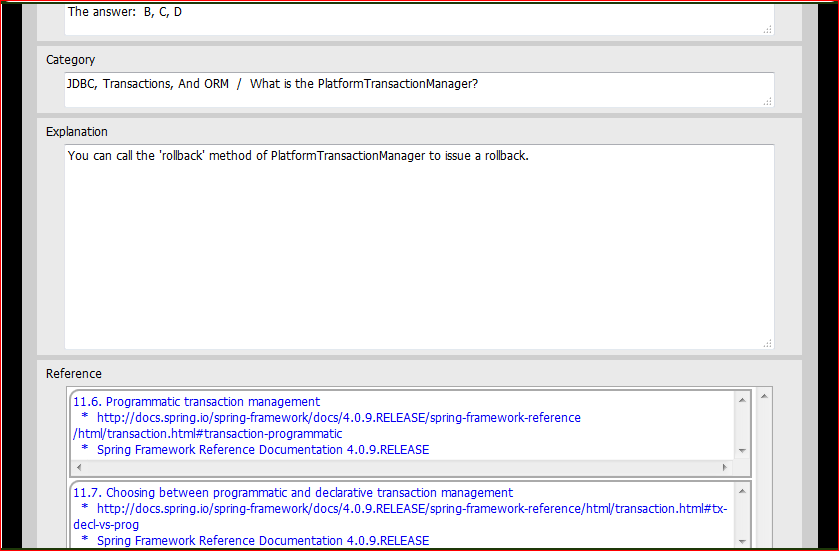 The answer:  B, C, D
Category
JDBC, Transactions, And ORM  /  What is the PlatformTransactionManager?
Explanation
You can call the 'rollback' method of PlatformTransactionManager to issue a rollback.
Reference
11.6. Programmatic transaction management
*  http://docs.spring.io/spring-framework/docs/4.0.9.RELEASE/spring-framework-reference
/html/transaction.html#transaction-programmatic
*  Spring Framework Reference Documentation 4.0.9.RELEASE
11.7. Choosing between programmatic and declarative transaction management
*  http://docs.spring.io/spring-framework/docs/4.0.9.RELEASE/spring-framework-reference/html/transaction.html#tx-
decl-vs-prog
*  Spring Framework Reference Documentation 4.0.9.RELEASE